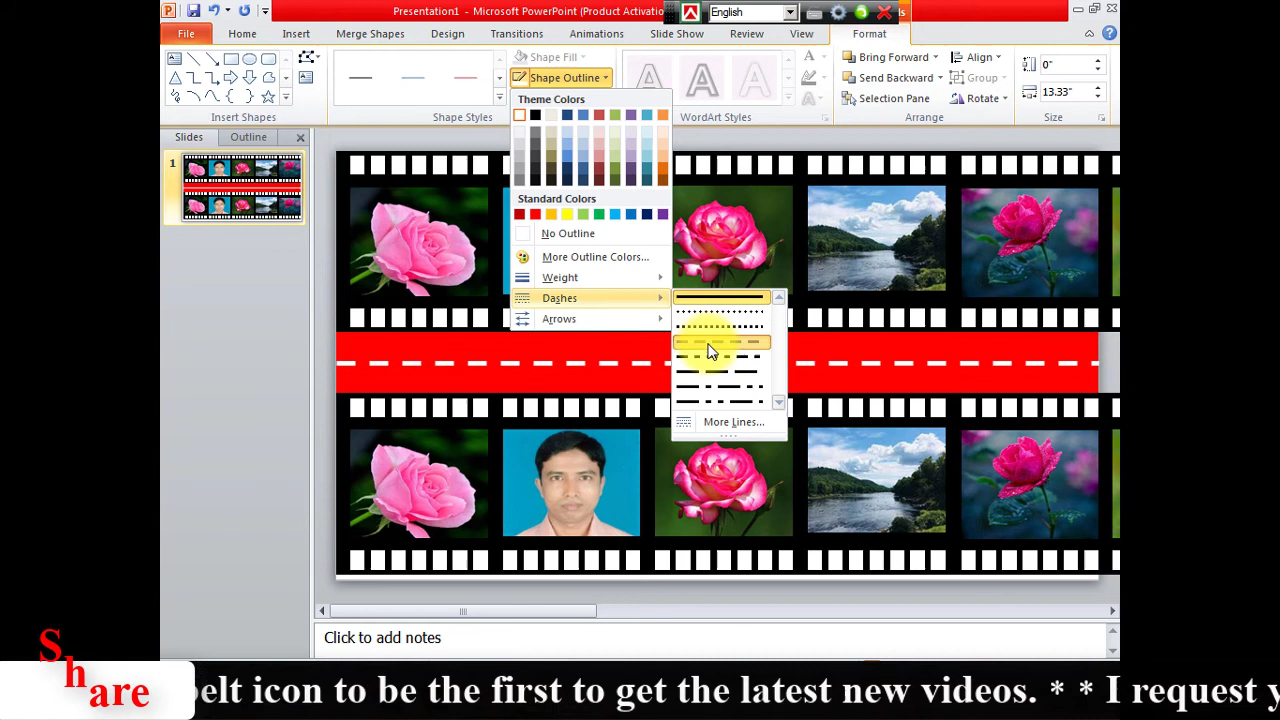 Presentation1 - Microsoft PowerPoint (Product Activatio
English
File
Home
Insert
Merge Shapes
Design
Transitions
Animations
Slide Show
Review
View
Format
Shape Fill
Shape Outline
Bring Forward
Send Backward
Selection Pane
Align
Group
Rotate
0"
13.33"
Insert Shapes
Shape Styles
WordArt Styles
Arrange
Size
Theme Colors
Standard Colors
No Outline
More Outline Colors...
Weight
Dashes
Arrows
More Lines...
Slides
Outline
1
Click to add notes
Share
belt icon to be the first to get the latest new videos. * * I request y